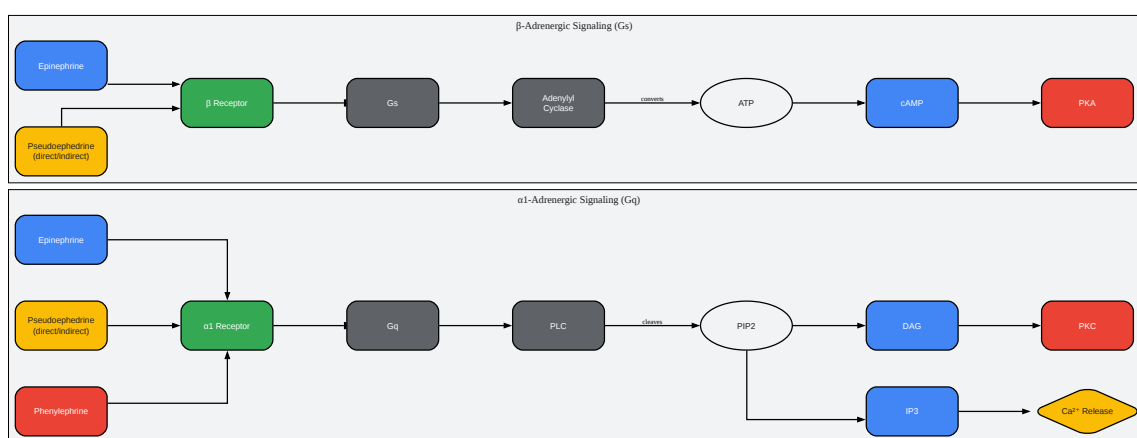 β-Adrenergic Signaling (Gs)
Epinephrine
β Receptor
Gs
Adenylyl
Cyclase
converts
ATP
cAMP
PKA
Pseudoephedrine
(direct/indirect)
α1-Adrenergic Signaling (Gq)
Epinephrine
Pseudoephedrine
(direct/indirect)
α1 Receptor
Gq
PLC
cleaves
PIP2
DAG
PKC
Phenylephrine
IP3
Ca²⁺ Release